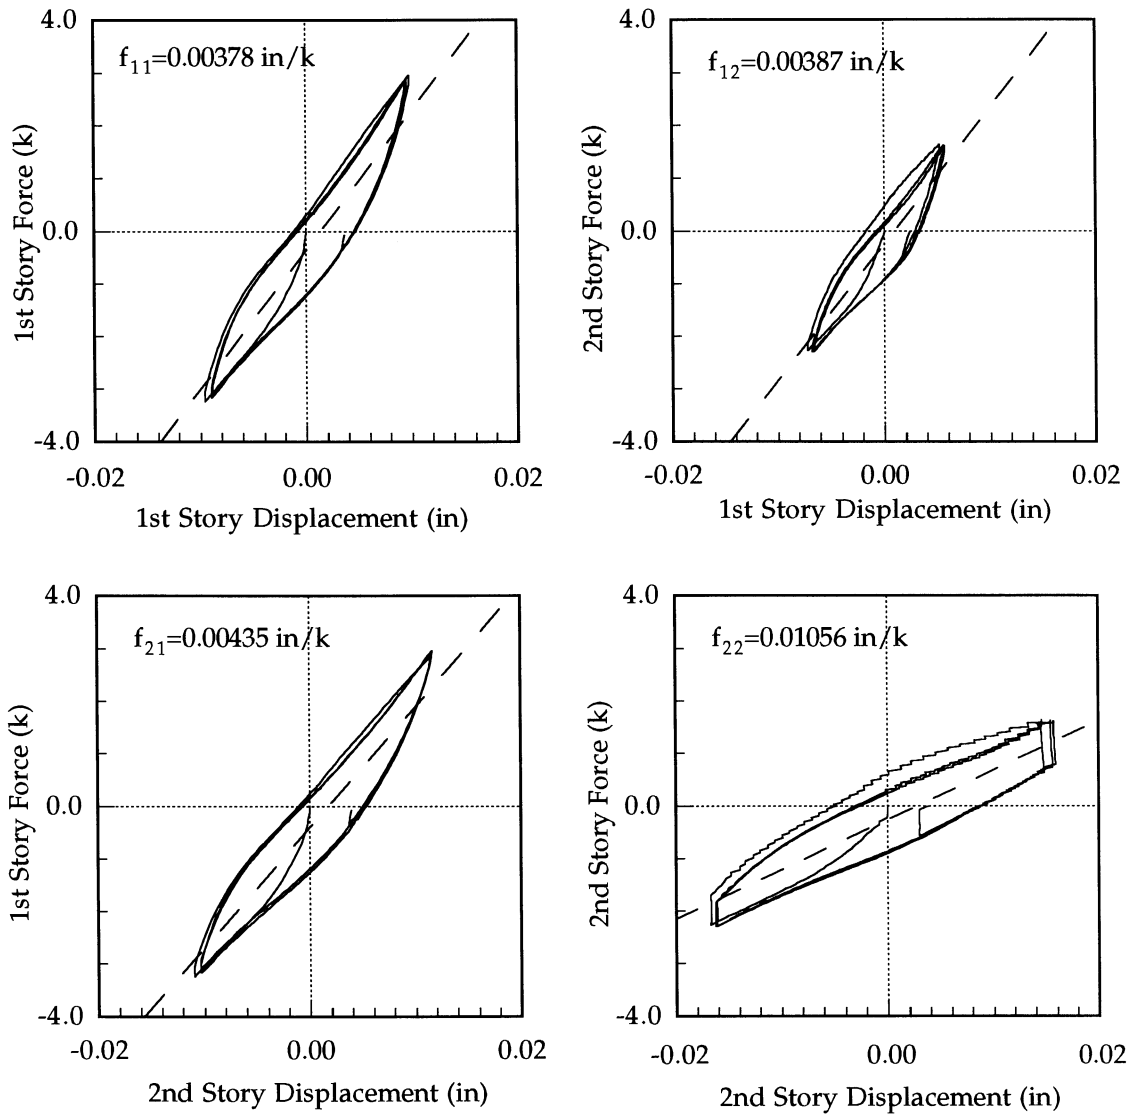 4.0
f11=0.00378 in/k
1st Story Force (k)
0.0
-4.0
-0.02 0.00 0.02
1st Story Displacement (in)
4.0
f12=0.00387 in/k
2nd Story Force (k)
0.0
-4.0
-0.02 0.00 0.02
1st Story Displacement (in)
4.0
f21=0.00435 in/k
1st Story Force (k)
0.0
-4.0
-0.02 0.00 0.02
2nd Story Displacement (in)
4.0
f22=0.01056 in/k
2nd Story Force (k)
0.0
-4.0
-0.02 0.00 0.02
2nd Story Displacement (in)